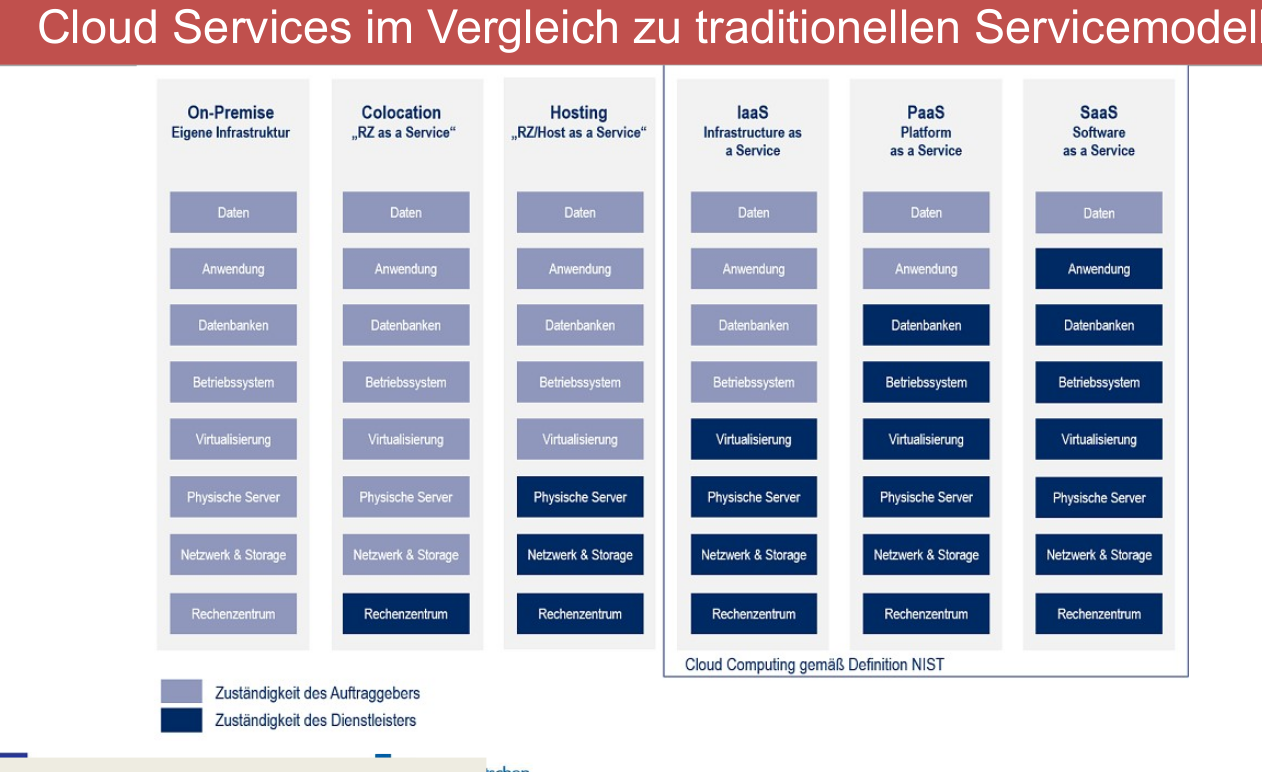 Cloud Services im Vergleich zu traditionellen Servicemodell
On-Premise
Eigene Infrastruktur
Daten
Anwendung
Datenbanken
Betriebssystem
Virtualisierung
Physische Server
Netzwerk & Storage
Rechenzentrum
Colocation
„RZ as a Service“
Daten
Anwendung
Datenbanken
Betriebssystem
Virtualisierung
Physische Server
Netzwerk & Storage
Rechenzentrum
Hosting
„RZ/Host as a Service“
Daten
Anwendung
Datenbanken
Betriebssystem
Virtualisierung
Physische Server
Netzwerk & Storage
Rechenzentrum
IaaS
Infrastructure as
a Service
Daten
Anwendung
Datenbanken
Betriebssystem
Virtualisierung
Physische Server
Netzwerk & Storage
Rechenzentrum
PaaS
Platform
as a Service
Daten
Anwendung
Datenbanken
Betriebssystem
Virtualisierung
Physische Server
Netzwerk & Storage
Rechenzentrum
SaaS
Software
as a Service
Daten
Anwendung
Datenbanken
Betriebssystem
Virtualisierung
Physische Server
Netzwerk & Storage
Rechenzentrum
Cloud Computing gemäß Definition NIST
Zuständigkeit des Auftraggebers
Zuständigkeit des Dienstleisters